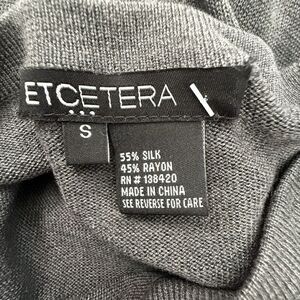 ETCETERA
S
55% SILK
45% RAYON
RN # 138420
MADE IN CHINA
SEE REVERSE FOR CARE